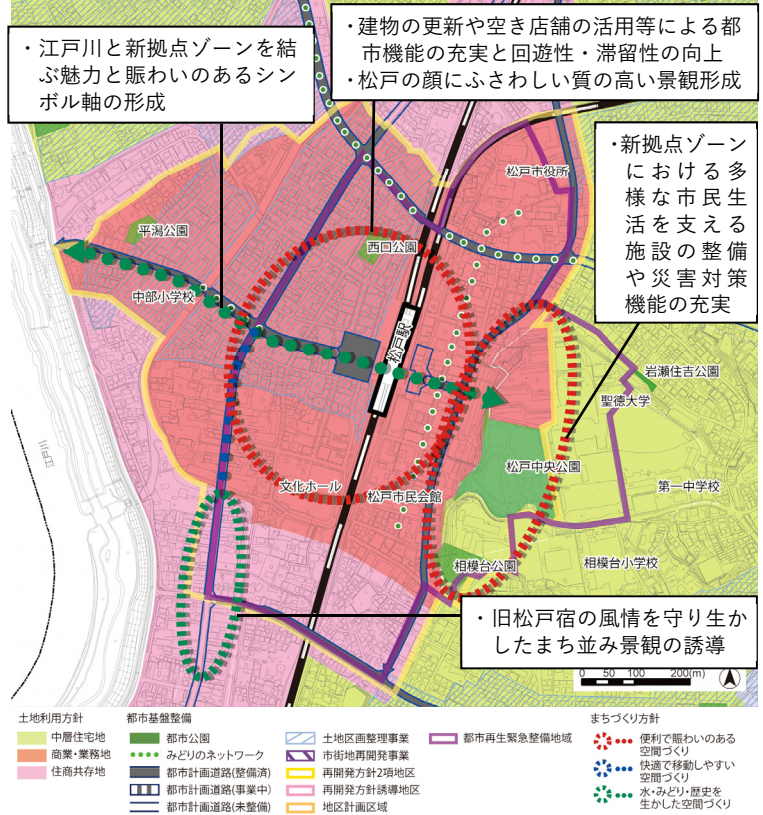 ・江戸川と新拠点ゾーンを結
ぶ魅力と賑わいのあるシン
ボル軸の形成
・建物の更新や空き店舗の活用等による都
市機能の充実と回遊性・滞留性の向上
・松戸の顔にふさわしい質の高い景観形成
・新拠点ゾーン
における多
様な市民生
活を支える
施設の整備
や災害対策
機能の充実
松戸市役所
平潟公園
西口公園
中部小学校
松戸駅
岩瀬住吉公園
聖徳大学
江戸川
松戸中央公園
第一中学校
文化ホール
松戸市民会館
相模台公園
相模台小学校
・旧松戸宿の風情を守り生か
したまち並み景観の誘導
0 50 100 200(m)
土地利用方針
中層住宅地
商業・業務地
住商共存地
都市基盤整備
都市公園
みどりのネットワーク
都市計画道路(整備済)
都市計画道路(事業中)
都市計画道路(未整備)
土地区画整理事業
市街地再開発事業
再開発方針2項地区
再開発方針誘導地区
地区計画区域
都市再生緊急整備地域
まちづくり方針
便利で賑わいのある
空間づくり
快適で移動しやすい
空間づくり
水・みどり・歴史を
生かした空間づくり